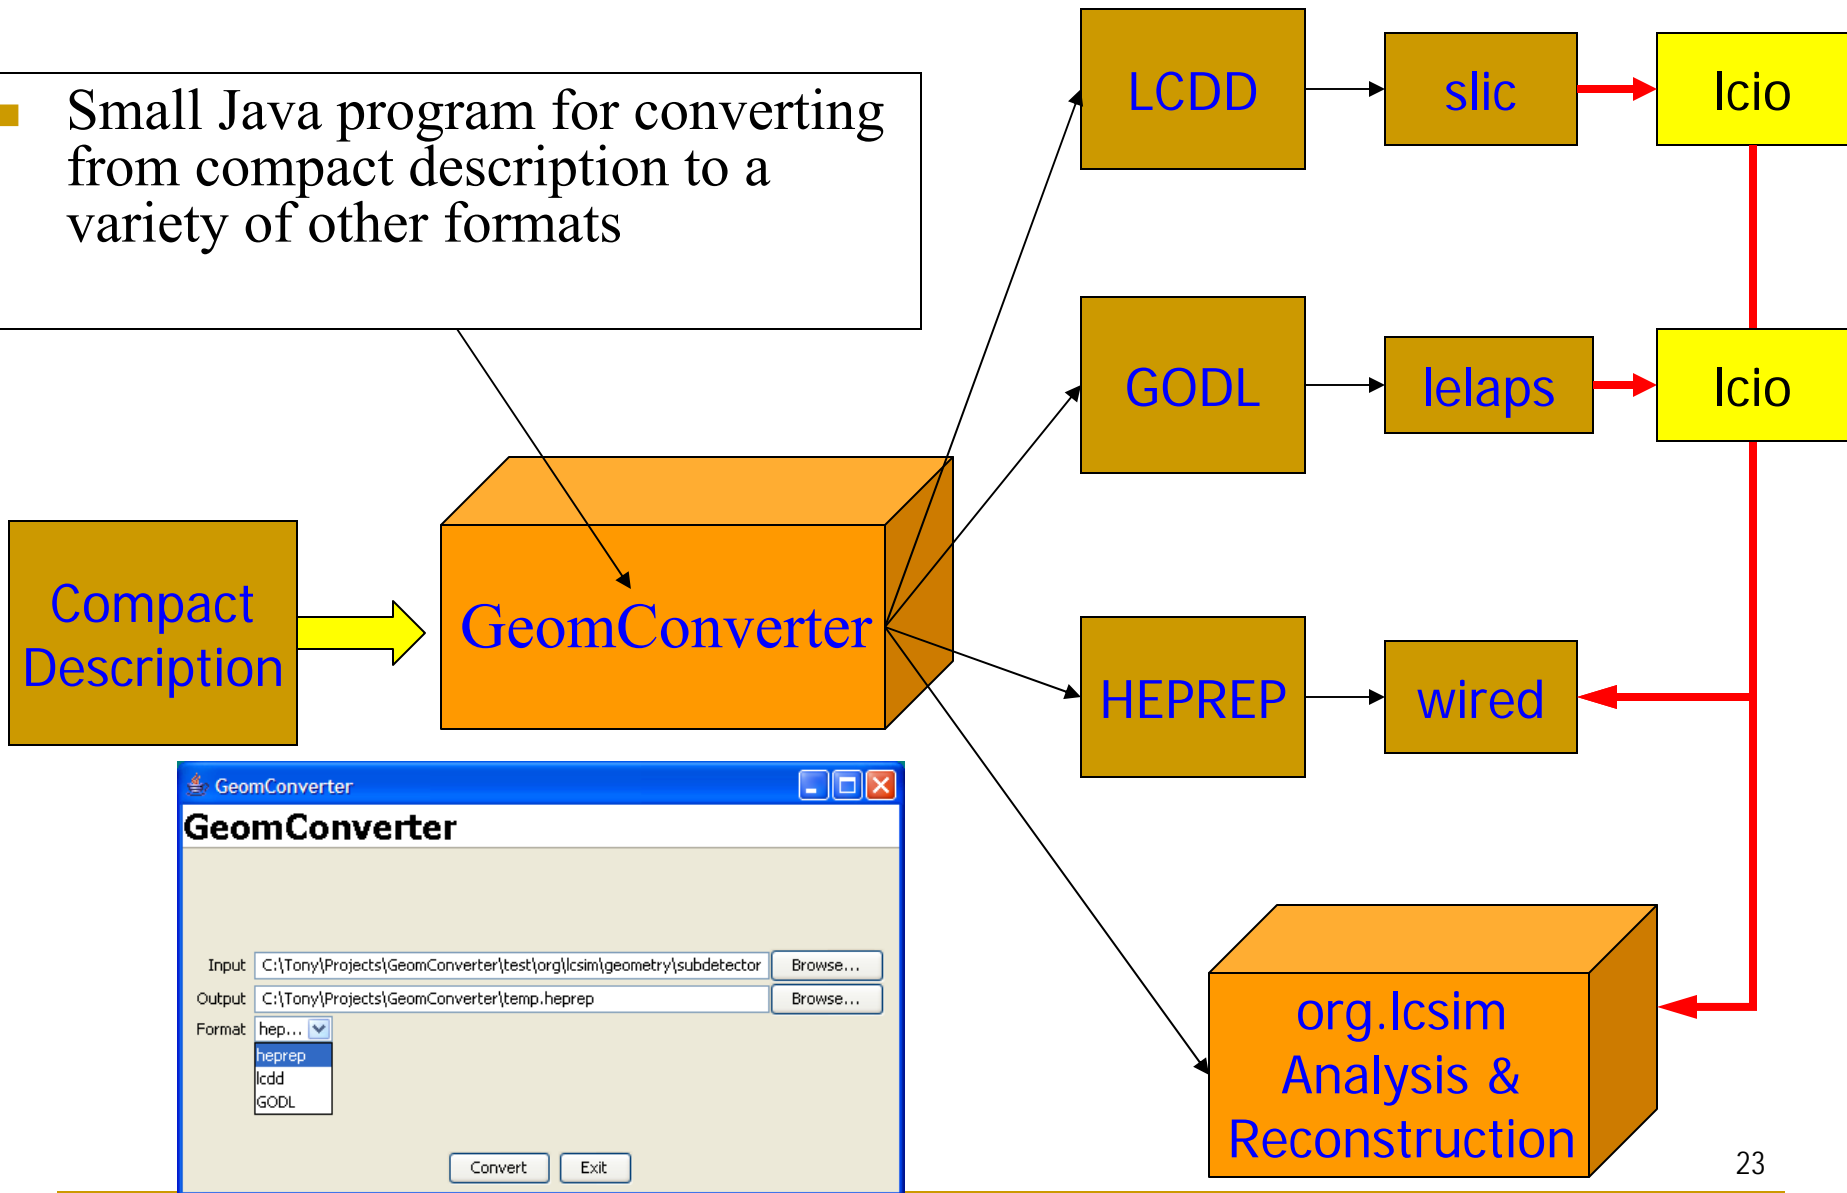 Small Java program for converting
from compact description to a
variety of other formats
LCDD
slic
lcio
GODL
lelaps
lcio
Compact
Description
GeomConverter
HEPREP
wired
GeomConverter
GeomConverter
Input C:\Tony\Projects\GeomConverter\test\org\lcsim\geometry\subdetector Browse...
Output C:\Tony\Projects\GeomConverter\temp.heprep Browse...
Format hep...
heprep
lcdd
GODL
Convert Exit
org.lcsim
Analysis &
Reconstruction
23